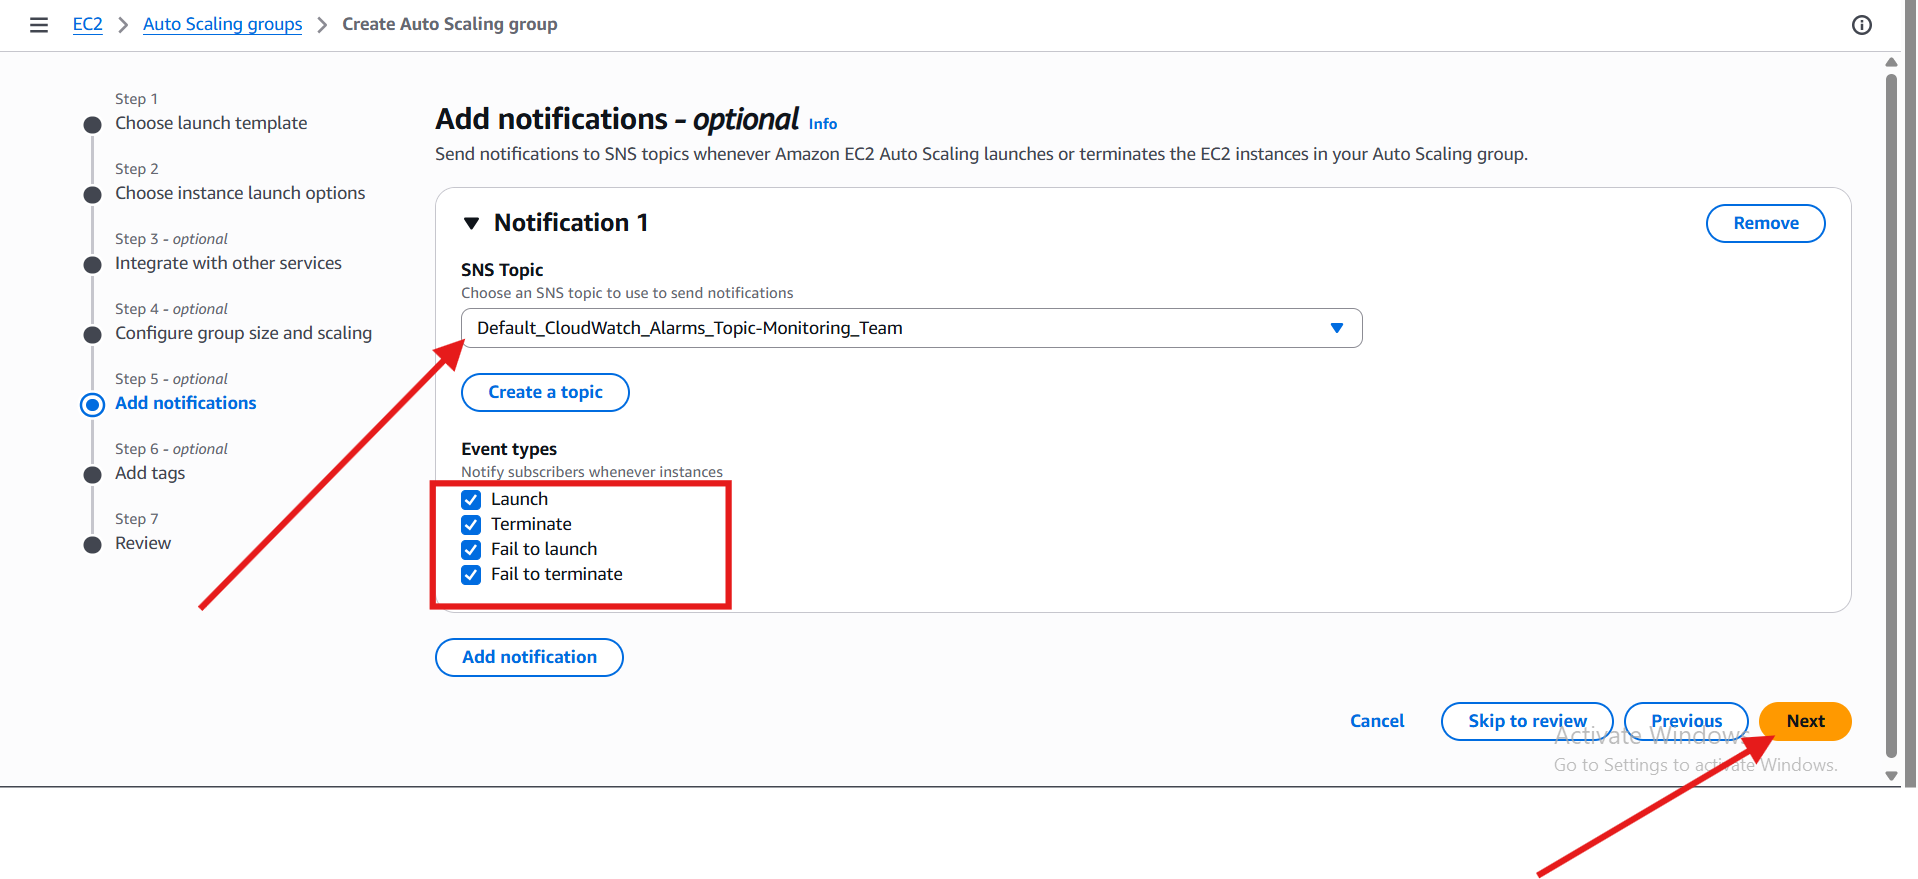 EC2 > Auto Scaling groups > Create Auto Scaling group
Step 1
Choose launch template
Step 2
Choose instance launch options
Step 3 - optional
Integrate with other services
Step 4 - optional
Configure group size and scaling
Step 5 - optional
Add notifications
Step 6 - optional
Add tags
Step 7
Review
Add notifications - optional Info
Send notifications to SNS topics whenever Amazon EC2 Auto Scaling launches or terminates the EC2 instances in your Auto Scaling group.
Notification 1
Remove
SNS Topic
Choose an SNS topic to use to send notifications
Default_CloudWatch_Alarms_Topic-Monitoring_Team
Create a topic
Event types
Notify subscribers whenever instances
Launch
Terminate
Fail to launch
Fail to terminate
Add notification
Cancel Skip to review Previous Next
Activate Windows
Go to Settings to activate Windows.